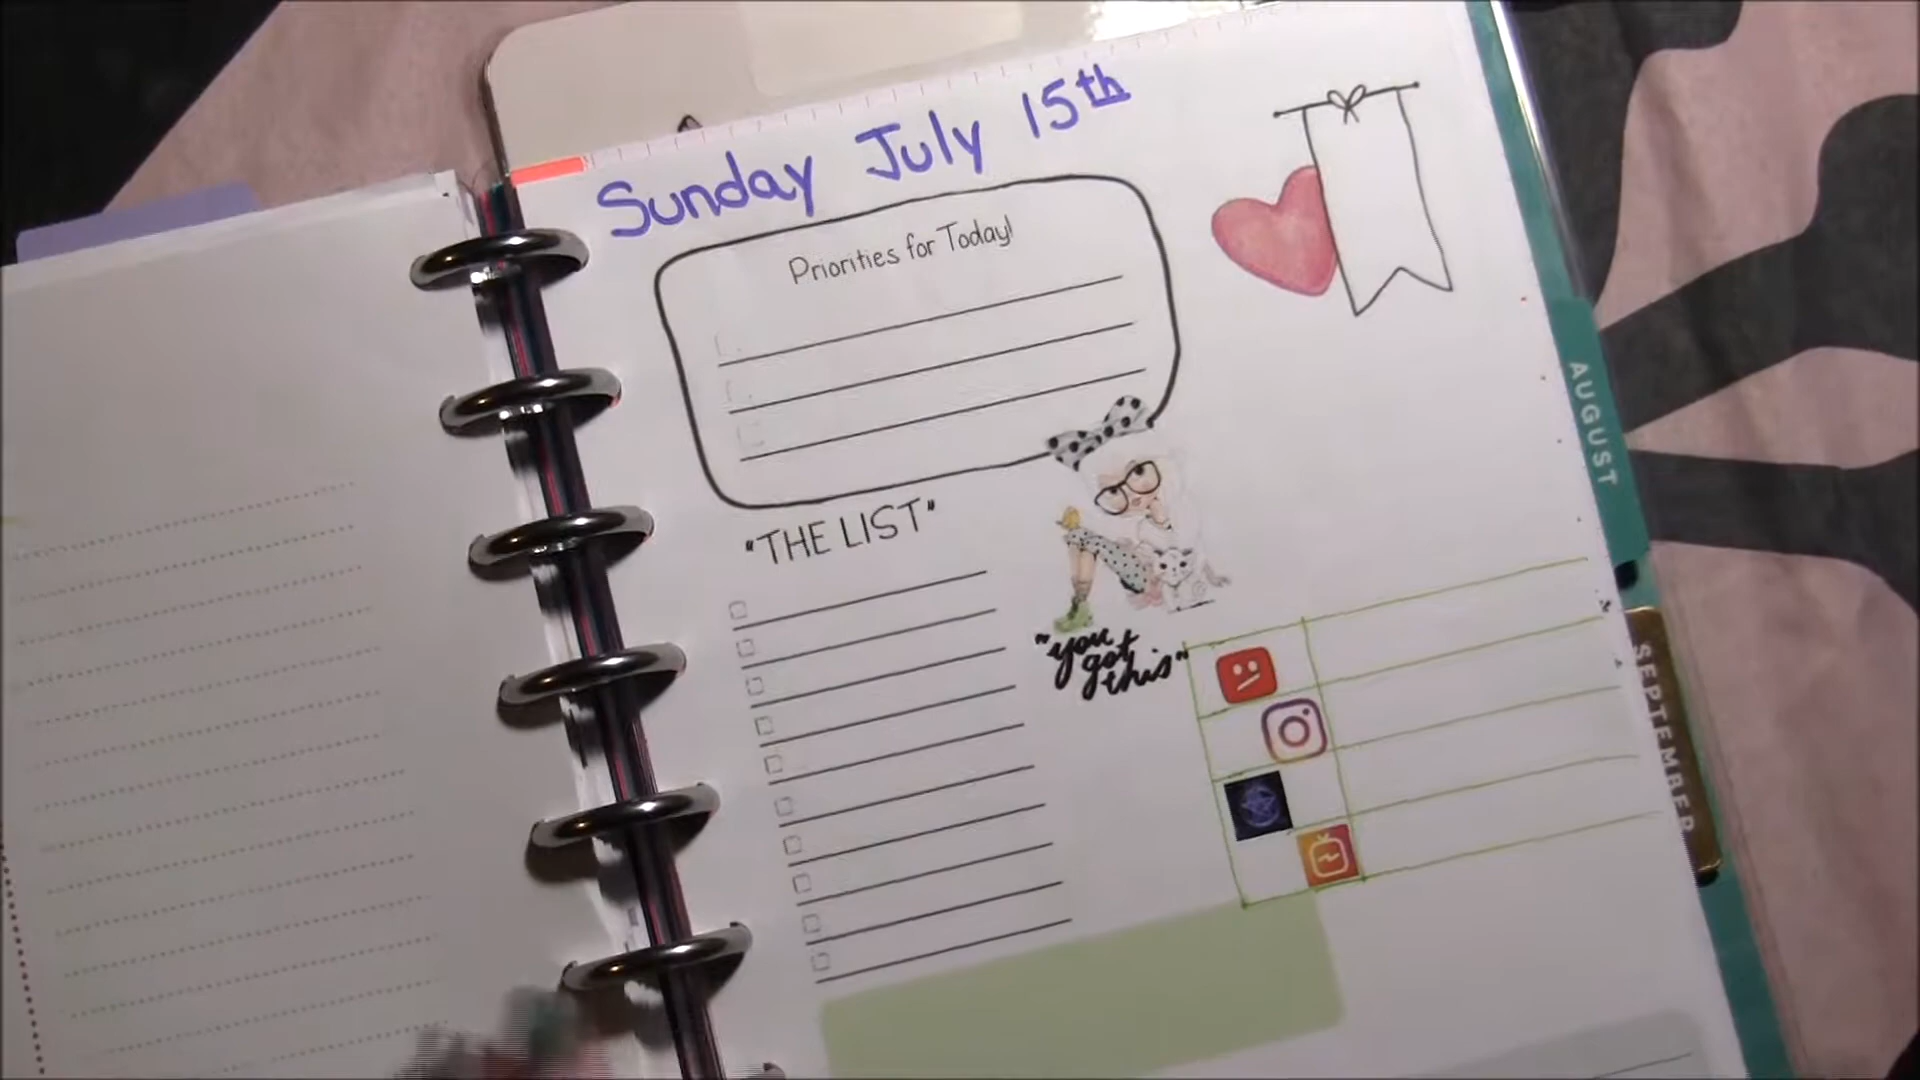 Sunday July 15th
Priorities for Today!
"THE LIST"
"you
got
this"
AUGUST
SEPTEMBER